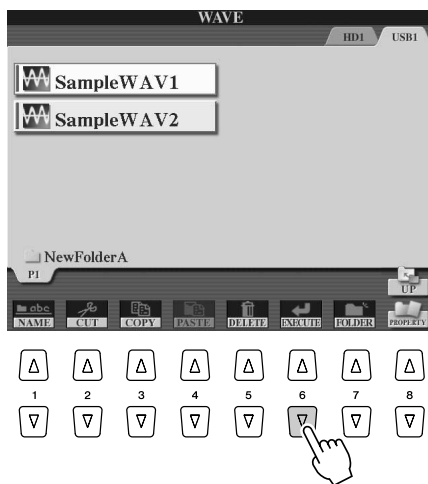 WAVE
HD1 USB1
SampleWAV1
SampleWAV2
NewFolderA
P1
UP
abc
NAME CUT COPY PASTE DELETE EXECUTE FOLDER PROPERTY
1 2 3 4 5 6 7 8